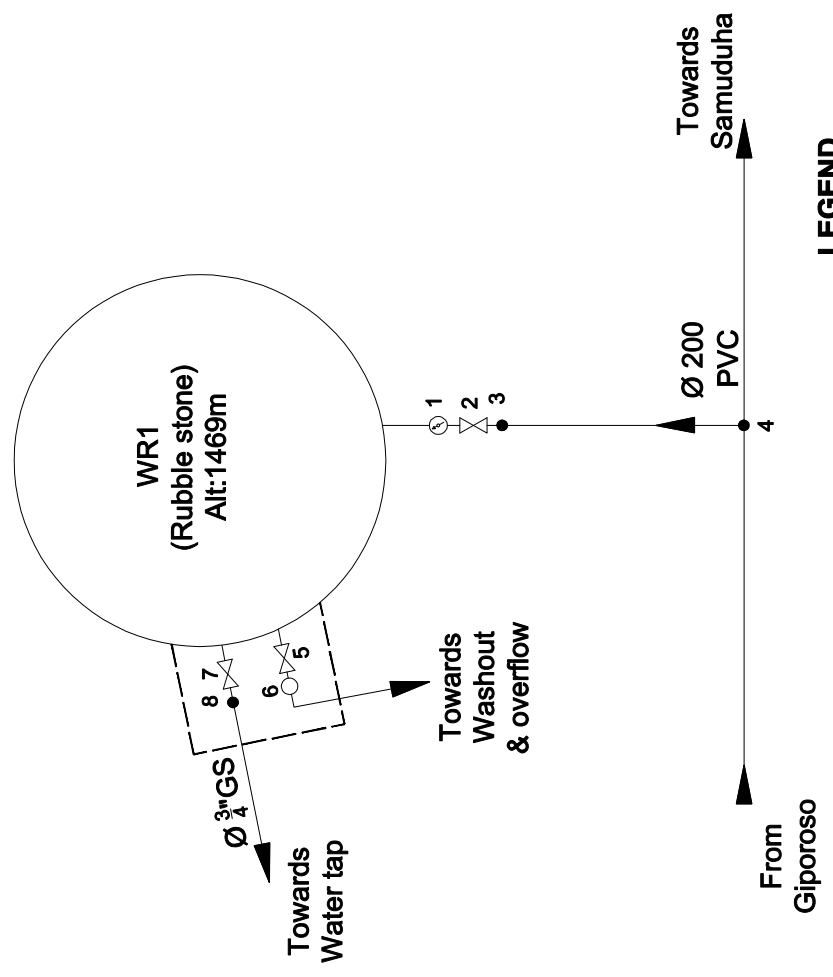 WR1
(Rubble stone)
Alt:1469m
8
7
6
5
Ø 3/4"GS
Towards
Water tap
Towards
Washout
& overflow
1
2
3
Ø 200
PVC
4
From
Giporoso
Towards
Samuduha
LEGEND